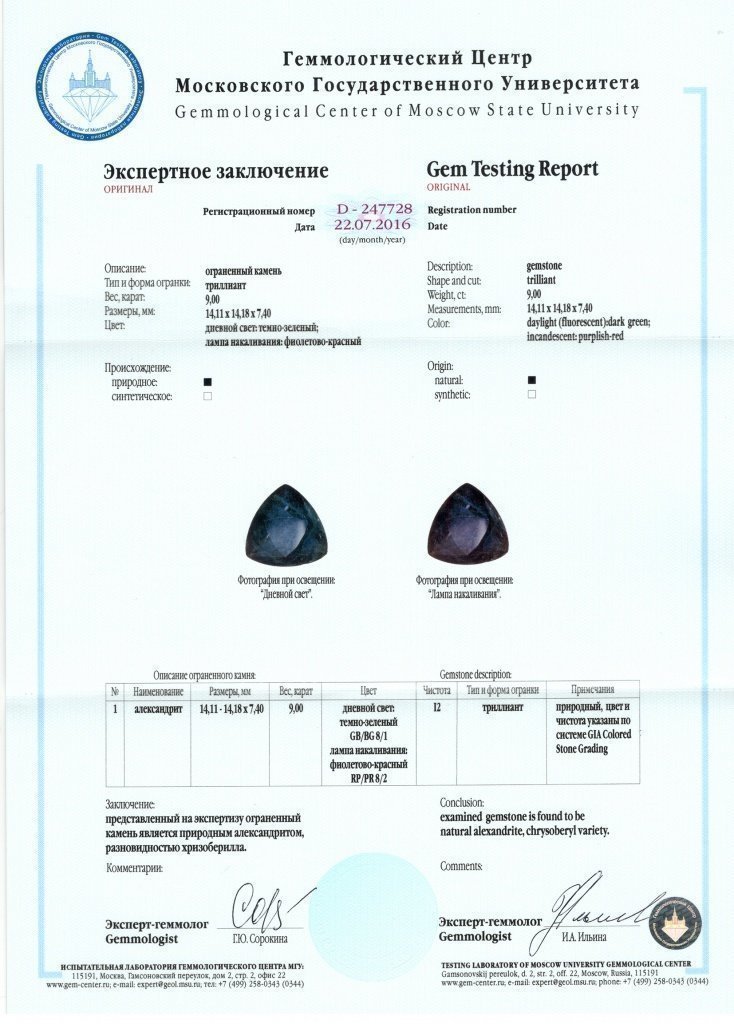 Геммологический Центр
Московского Государственного Университета
Gemmological Center of Moscow State University
Экспертное заключение
ОРИГИНАЛ
Gem Testing Report
ORIGINAL
Регистрационный номер D - 247728 Registration number
Дата 22.07.2016 Date
(day/month/year)
Описание: ограненный камень
Тип и форма огранки: триллиант
Вес, карат: 9,00
Размеры, мм: 14,11 x 14,18 x 7,40
Цвет: дневной свет: темно-зеленый;
лампа накаливания: фиолетово-красный
Происхождение:
природное: ■
синтетическое: □
Description: gemstone
Shape and cut: trilliant
Weight, ct: 9,00
Measurements, mm: 14,11 x 14,18 x 7,40
Color: daylight (fluorescent):dark green;
incandescent: purplish-red
Origin:
natural: ■
synthetic: □
Фотография при освещении:
"Дневной свет".
Фотография при освещении:
"Лампа накаливания".
Описание ограненного камня: Gemstone description:
№ Наименование Размеры, мм Вес, карат Цвет Чистота Тип и форма огранки Примечания
1 александрит 14,11 - 14,18 x 7,40 9,00 дневной свет: I2 триллиант природный, цвет и
темно-зеленый чистота указаны по
GB/BG 8/1 системе GIA Colored
лампа накаливания: Stone Grading
фиолетово-красный
RP/PR 8/2
Заключение:
представленный на экспертизу ограненный
камень является природным александритом,
разновидностью хризоберилла.
Комментарии:
Conclusion:
examined gemstone is found to be
natural alexandrite, chrysoberyl variety.
Comments:
Эксперт-геммолог
Gemmologist Г.Ю. Сорокина
Эксперт-геммолог
Gemmologist И.А. Ильина
ИСПЫТАТЕЛЬНАЯ ЛАБОРАТОРИЯ ГЕММОЛОГИЧЕСКОГО ЦЕНТРА МГУ:
115191, Москва, Гамсоновский переулок, дом 2, стр. 2, офис 22
www.gem-center.ru; e-mail: expert@geol.msu.ru; тел: +7 (499) 258-0343 (0344)
TESTING LABORATORY OF MOSCOW UNIVERSITY GEMMOLOGICAL CENTER
Gamsonovskij pereulok, d. 2, str. 2, off. 22, Moscow, Russia, 115191
www.gem-center.ru; e-mail: expert@geol.msu.ru; phone: +7 (499) 258-0343 (0344)